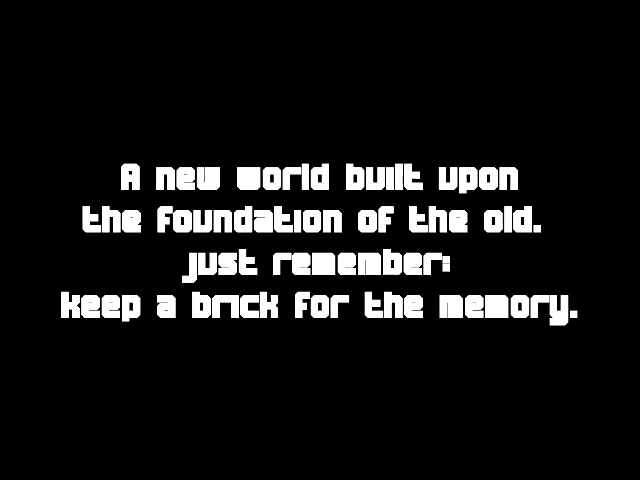 A new world built upon
the foundation of the old.
just remember:
keep a brick for the memory.